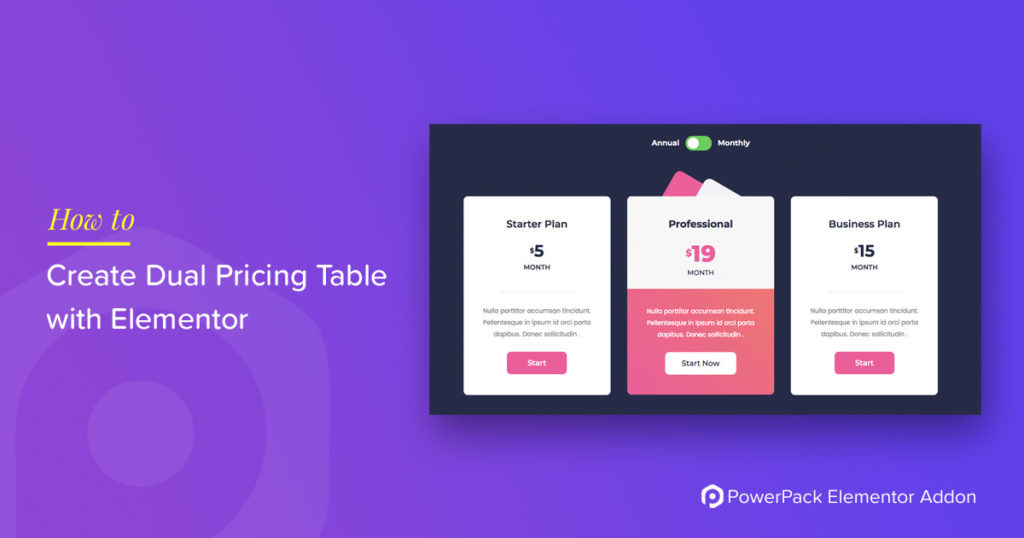 How to
Create Dual Pricing Table
with Elementor
Annual Monthly
Starter Plan
$5
MONTH
Nulla porttitor accumsan tincidunt.
Pellentesque in ipsum id orci porta
dapibus. Donec sollicitudin .
Start
Professional
$19
MONTH
Nulla porttitor accumsan tincidunt.
Pellentesque in ipsum id orci porta
dapibus. Donec sollicitudin .
Start Now
Business Plan
$15
MONTH
Nulla porttitor accumsan tincidunt.
Pellentesque in ipsum id orci porta
dapibus. Donec sollicitudin .
Start
PowerPack Elementor Addon